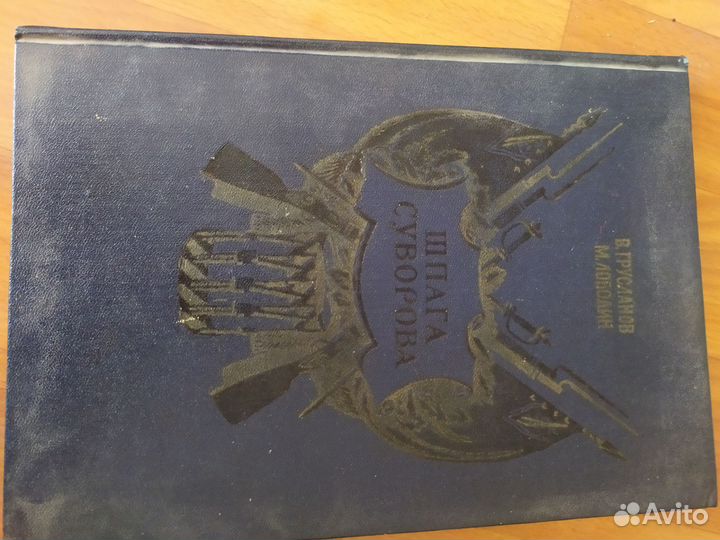 В. ГРУСЛАНОВ
М. ЛОБОДИН
ШПАГА
СУВОРОВА
Avito